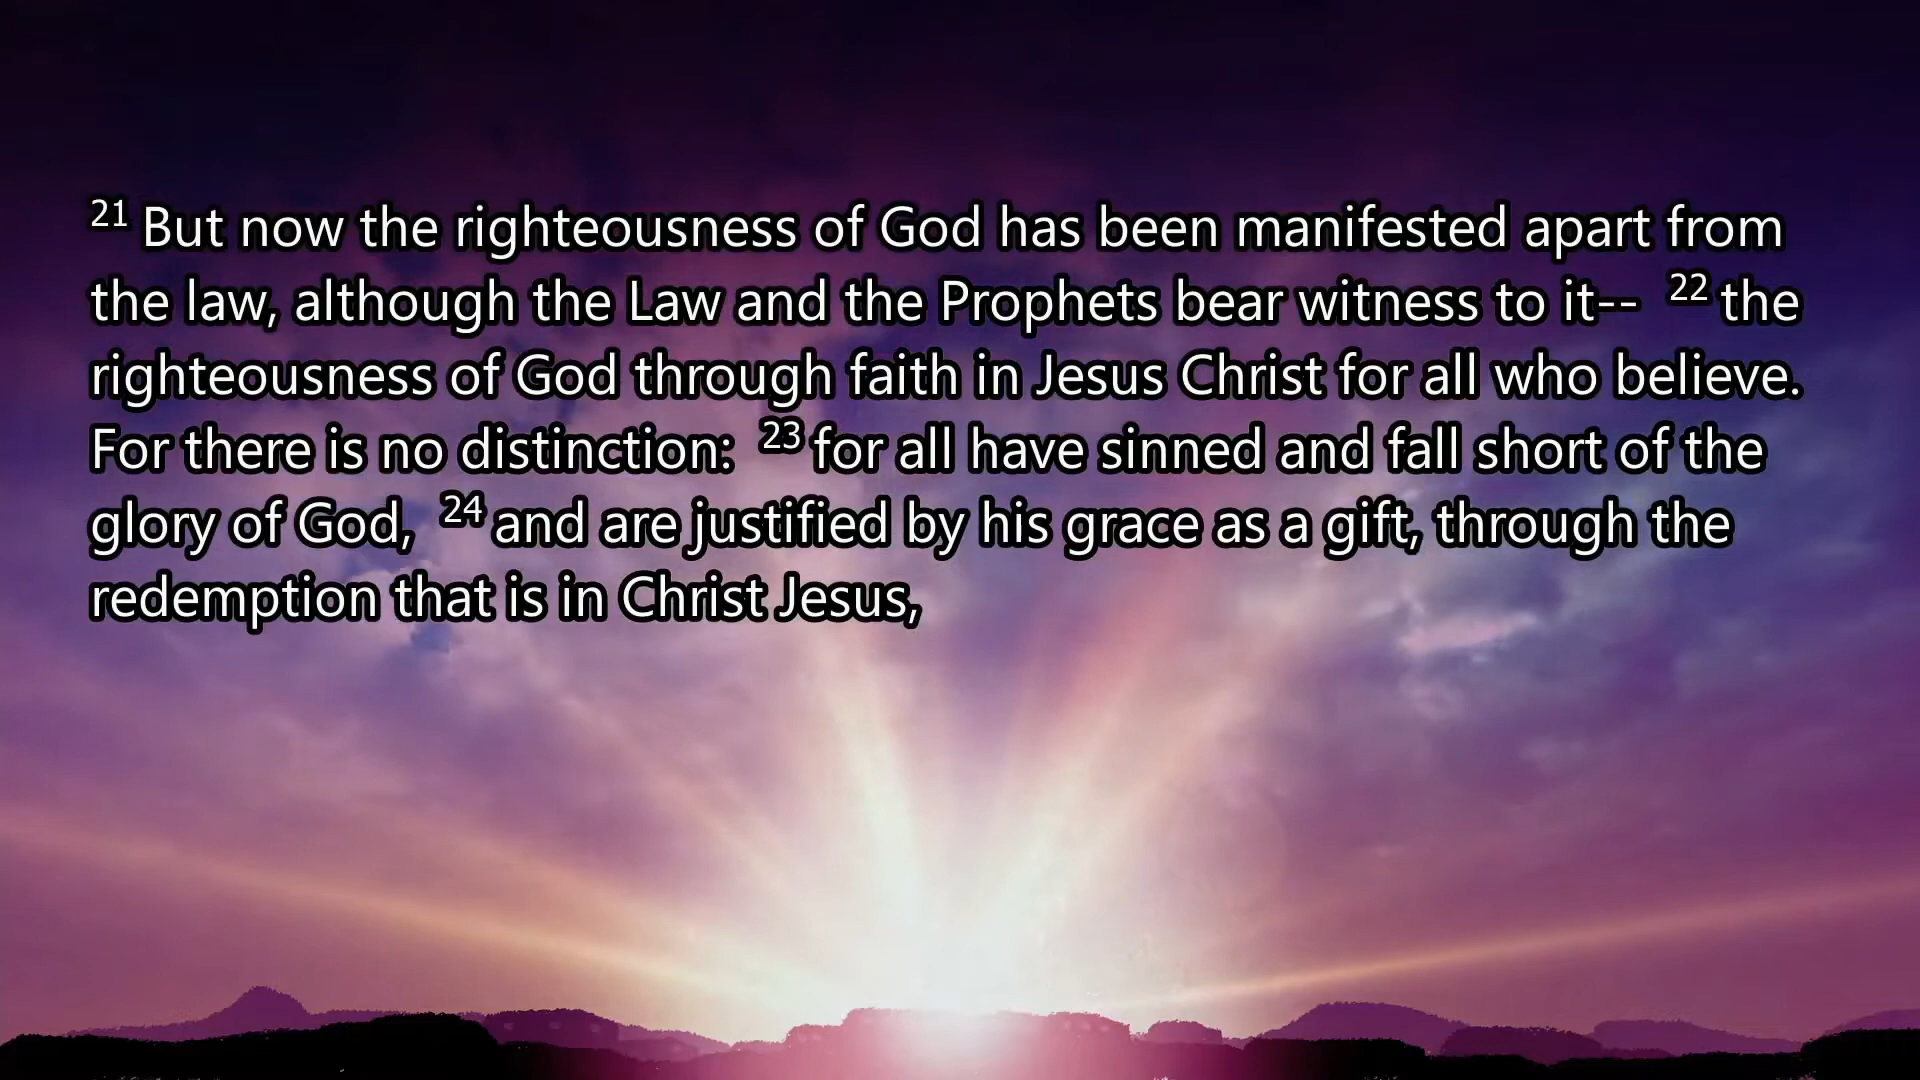 21 But now the righteousness of God has been manifested apart from
the law, although the Law and the Prophets bear witness to it-- 22 the
righteousness of God through faith in Jesus Christ for all who believe.
For there is no distinction: 23 for all have sinned and fall short of the
glory of God, 24 and are justified by his grace as a gift, through the
redemption that is in Christ Jesus,